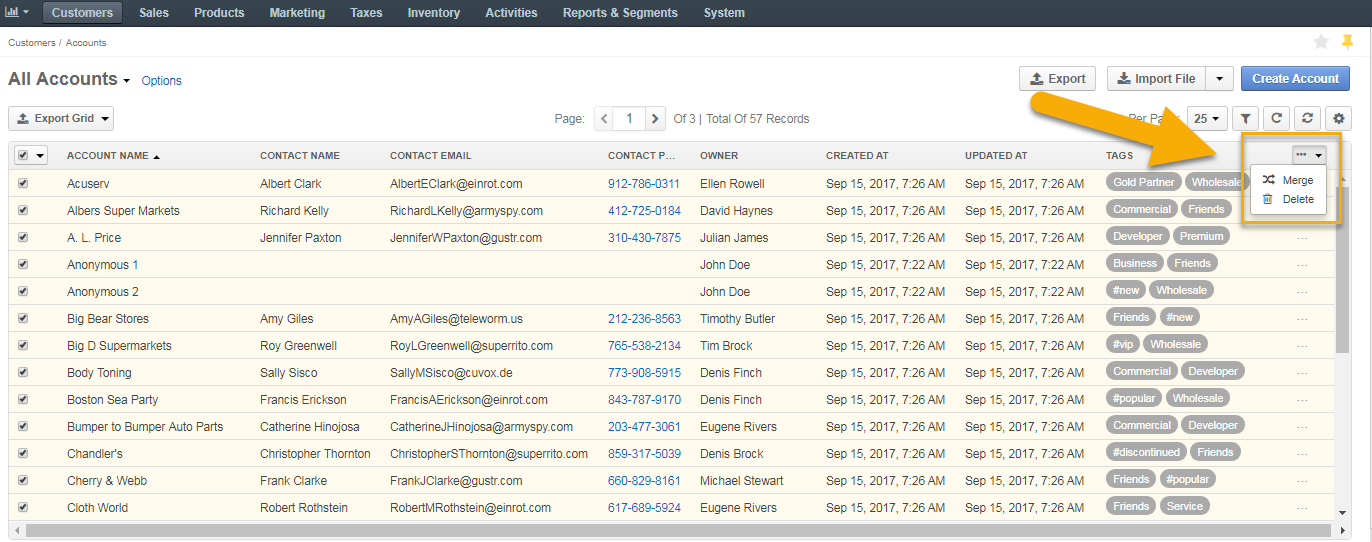 Customers Sales Products Marketing Taxes Inventory Activities Reports & Segments System
Customers / Accounts
All Accounts Options Export Import File Create Account
Export Grid Page: 1 Of 3 | Total Of 57 Records Per Page: 25
ACCOUNT NAME CONTACT NAME CONTACT EMAIL CONTACT P... OWNER CREATED AT UPDATED AT TAGS ...
Acuserv Albert Clark AlbertEClark@einrot.com 912-786-0311 Ellen Rowell Sep 15, 2017, 7:26 AM Sep 15, 2017, 7:26 AM Gold Partner Wholesale Merge
Albers Super Markets Richard Kelly RichardLKelly@armyspy.com 412-725-0184 David Haynes Sep 15, 2017, 7:26 AM Sep 15, 2017, 7:26 AM Commercial Friends Delete
A. L. Price Jennifer Paxton JenniferWPaxton@gustr.com 310-430-7875 Julian James Sep 15, 2017, 7:26 AM Sep 15, 2017, 7:26 AM Developer Premium ...
Anonymous 1 John Doe Sep 15, 2017, 7:22 AM Sep 15, 2017, 7:22 AM Business Friends ...
Anonymous 2 John Doe Sep 15, 2017, 7:22 AM Sep 15, 2017, 7:22 AM #new Wholesale ...
Big Bear Stores Amy Giles AmyAGiles@teleworm.us 212-236-8563 Timothy Butler Sep 15, 2017, 7:26 AM Sep 15, 2017, 7:26 AM Friends #new ...
Big D Supermarkets Roy Greenwell RoyLGreenwell@superrito.com 765-538-2134 Tim Brock Sep 15, 2017, 7:26 AM Sep 15, 2017, 7:26 AM #vip Wholesale ...
Body Toning Sally Sisco SallyMSisco@cuvox.de 773-908-5915 Denis Finch Sep 15, 2017, 7:26 AM Sep 15, 2017, 7:26 AM Commercial Developer ...
Boston Sea Party Francis Erickson FrancisAErickson@einrot.com 843-787-9170 Denis Finch Sep 15, 2017, 7:26 AM Sep 15, 2017, 7:26 AM #popular Wholesale ...
Bumper to Bumper Auto Parts Catherine Hinojosa CatherineJHinojosa@armyspy.com 203-477-3061 Eugene Rivers Sep 15, 2017, 7:26 AM Sep 15, 2017, 7:26 AM Commercial Developer ...
Chandler's Christopher Thornton ChristopherSThornton@superrito.com 859-317-5039 Denis Brock Sep 15, 2017, 7:26 AM Sep 15, 2017, 7:26 AM #discontinued Friends ...
Cherry & Webb Frank Clarke FrankJClarke@gustr.com 660-829-8161 Michael Stewart Sep 15, 2017, 7:26 AM Sep 15, 2017, 7:26 AM Friends #popular ...
Cloth World Robert Rothstein RobertMRothstein@einrot.com 617-689-5924 Eugene Rivers Sep 15, 2017, 7:26 AM Sep 15, 2017, 7:26 AM Friends Service ...